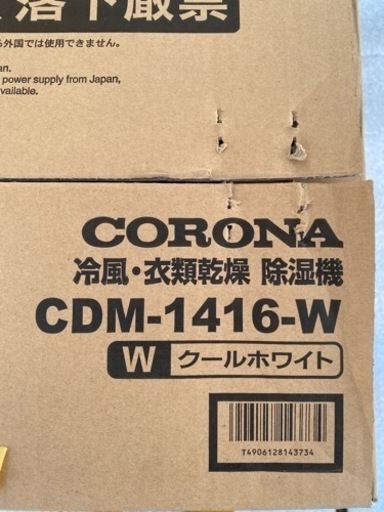 落下厳禁
外国では使用できません。
an.
power supply from Japan,
vailable.
CORONA
冷風・衣類乾燥 除湿機
CDM-1416-W
W クールホワイト
T4906128143734